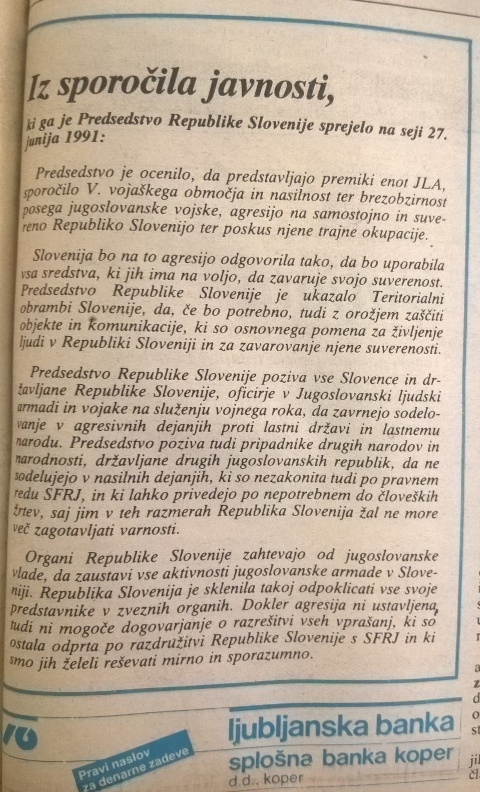 Iz sporočila javnosti,
ki ga je Predsedstvo Republike Slovenije sprejelo na seji 27.
junija 1991:
Predsedstvo je ocenilo, da predstavljajo premiki enot JLA,
sporočilo V. vojaškega območja in nasilnost ter brezobzirnost
posega jugoslovanske vojske, agresijo na samostojno in suve-
reno Republiko Slovenijo ter poskus njene trajne okupacije.
Slovenija bo na to agresijo odgovorila tako, da bo uporabila
vsa sredstva, ki jih ima na voljo, da zavaruje svojo suverenost.
Predsedstvo Republike Slovenije je ukazalo Teritorialni
obrambi Slovenije, da, če bo potrebno, tudi z orožjem zaščiti
objekte in komunikacije, ki so osnovnega pomena za življenje
ljudi v Republiki Sloveniji in za zavarovanje njene suverenosti.
Predsedstvo Republike Slovenije poziva vse Slovence in dr-
žavljane Republike Slovenije, oficirje v Jugoslovanski ljudski
armadi in vojake na služenju vojnega roka, da zavrnejo sodelo-
vanje v agresivnih dejanjih proti lastni državi in lastnemu
narodu. Predsedstvo poziva tudi pripadnike drugih narodov in
narodnosti, državljane drugih jugoslovanskih republik, da ne
sodelujejo v nasilnih dejanjih, ki so nezakonita tudi po pravnem
redu SFRJ, in ki lahko privedejo po nepotrebnem do človeških
žrtev, saj jim v teh razmerah Republika Slovenija žal ne more
več zagotavljati varnosti.
Organi Republike Slovenije zahtevajo od jugoslovanske
vlade, da zaustavi vse aktivnosti jugoslovanske armade v Slove-
niji. Republika Slovenija je sklenila takoj odpoklicati vse svoje
predstavnike v zveznih organih. Dokler agresija ni ustavljena,
tudi ni mogoče dogovarjanje o razrešitvi vseh vprašanj, ki so
ostala odprta po razdružitvi Republike Slovenije s SFRJ in ki
smo jih želeli reševati mirno in sporazumno.
Pravi naslov
za denarne zadeve
ljubljanska banka
splošna banka koper
d.d., koper